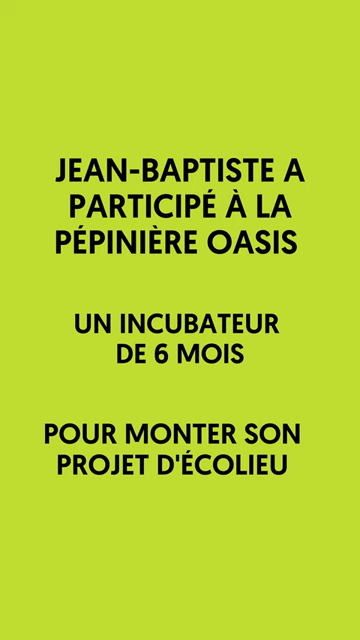 JEAN-BAPTISTE A
PARTICIPÉ À LA
PÉPINIÈRE OASIS
UN INCUBATEUR
DE 6 MOIS
POUR MONTER SON
PROJET D'ÉCOLIEU